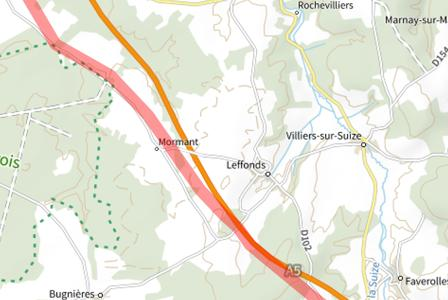 Rochevilliers
Marnay-sur-M
D154
Mormant
Villiers-sur-Suize
ois
Leffonds
D102
A5
la Suize
Faverolles
Bugnières